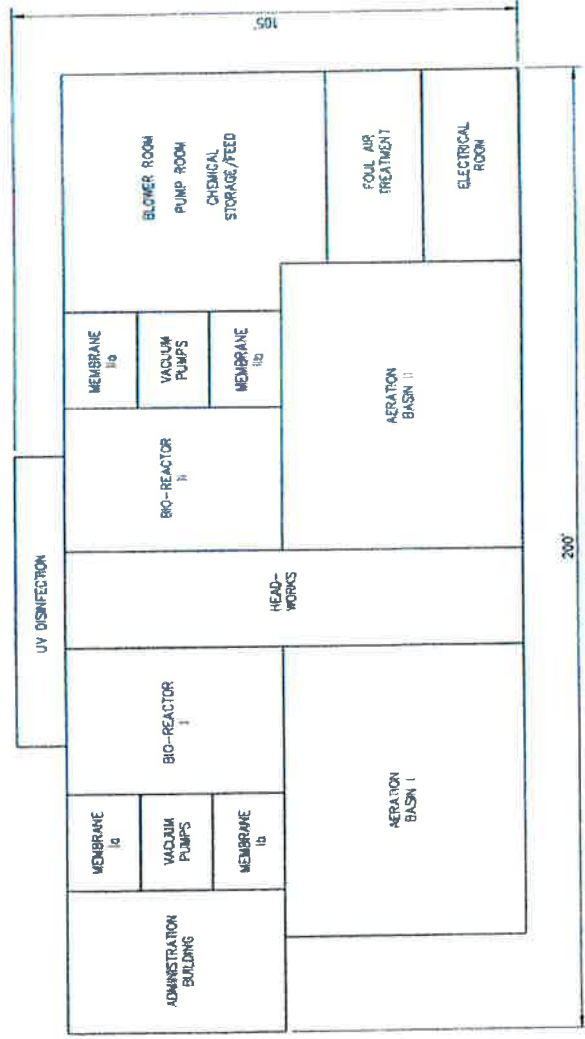 105'
UV DISINFECTION
ADMINISTRATION
BUILDING
MEMBRANE
Ia
VACUUM
PUMPS
MEMBRANE
Ib
BIO-REACTOR
I
HEAD-
WORKS
BIO-REACTOR
II
MEMBRANE
IIa
VACUUM
PUMPS
MEMBRANE
IIb
BLOWER ROOM
PUMP ROOM
CHEMICAL
STORAGE/FEED
AERATION
BASIN I
AERATION
BASIN II
FOUL AIR
TREATMENT
ELECTRICAL
ROOM
200'